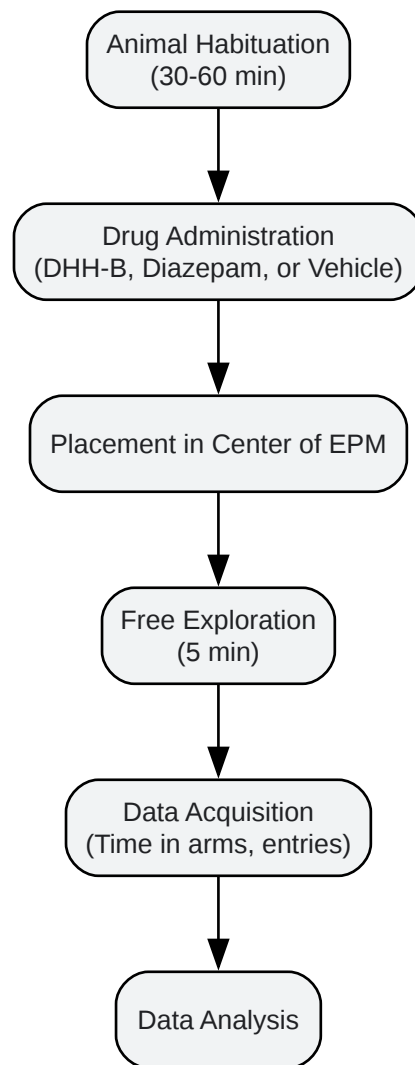 Animal Habituation
(30-60 min)
Drug Administration
(DHH-B, Diazepam, or Vehicle)
Placement in Center of EPM
Free Exploration
(5 min)
Data Acquisition
(Time in arms, entries)
Data Analysis